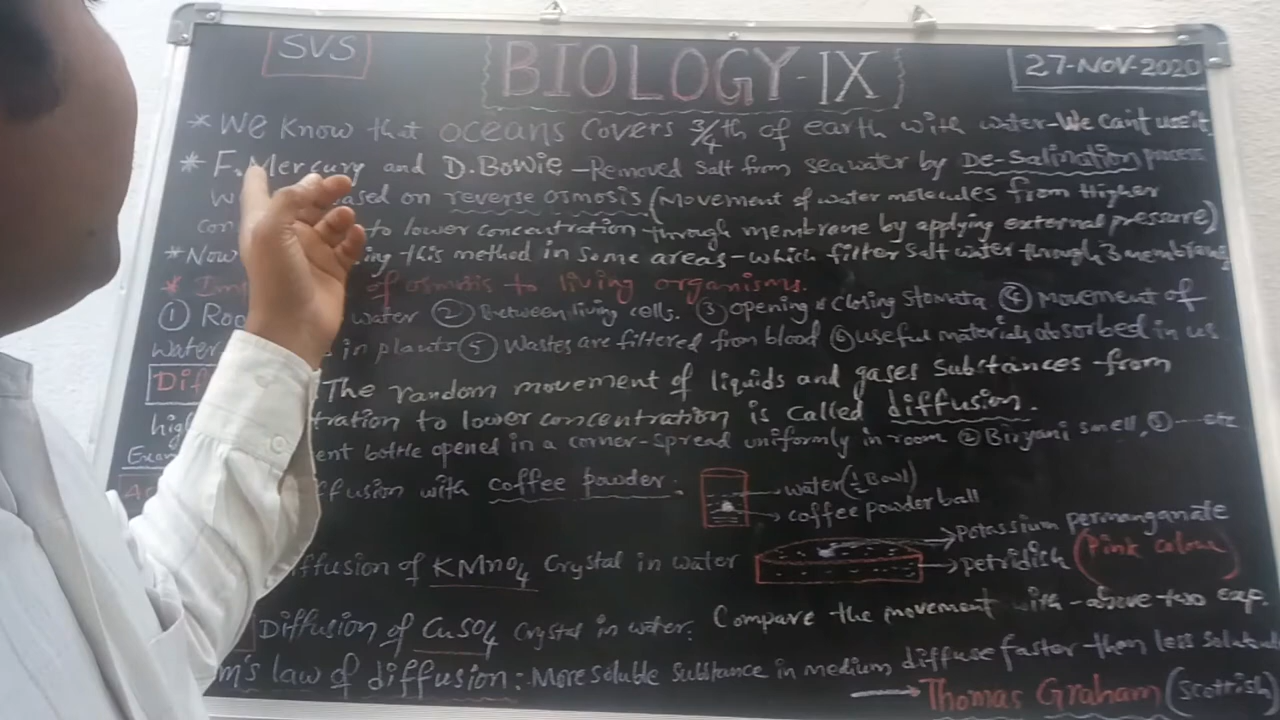 SVS
BIOLOGY-IX
27-NOV-2020
* We know that oceans covers 3/4th of earth with water-We can't use it
* F. Mercury and D.Bowie -Removed Salt from seawater by De-Salination process
based on reverse osmosis (Movement of water molecules from Higher
con to lower concentration through membrane by applying external pressure)
*Now ing this method in some areas-which filter salt water through 3 membranes
* Im of osmosis to living organisms.
① Roo water ② Between living cells. ③ opening & closing stomata ④ Movement of
water in plants ⑤ Wastes are filtered from blood ⑥ useful materials absorbed in us
Dif The random movement of liquids and gases Substances from
hig tration to lower concentration is called diffusion.
Exam ent bottle opened in a corner-spread uniformly in room ② Biryani smell, ③ ---- etc
ffusion with coffee powder.
water(½ Bowl)
coffee powder ball
iffusion of KMnO4 Crystal in water
Potassium permanganate
petridish (Pink colour)
Diffusion of CuSO4 Crystal in water. Compare the movement with above two exp.
m's law of diffusion:-More soluble substance in medium diffuse faster than less solubul
Thomas Graham (Scottish)